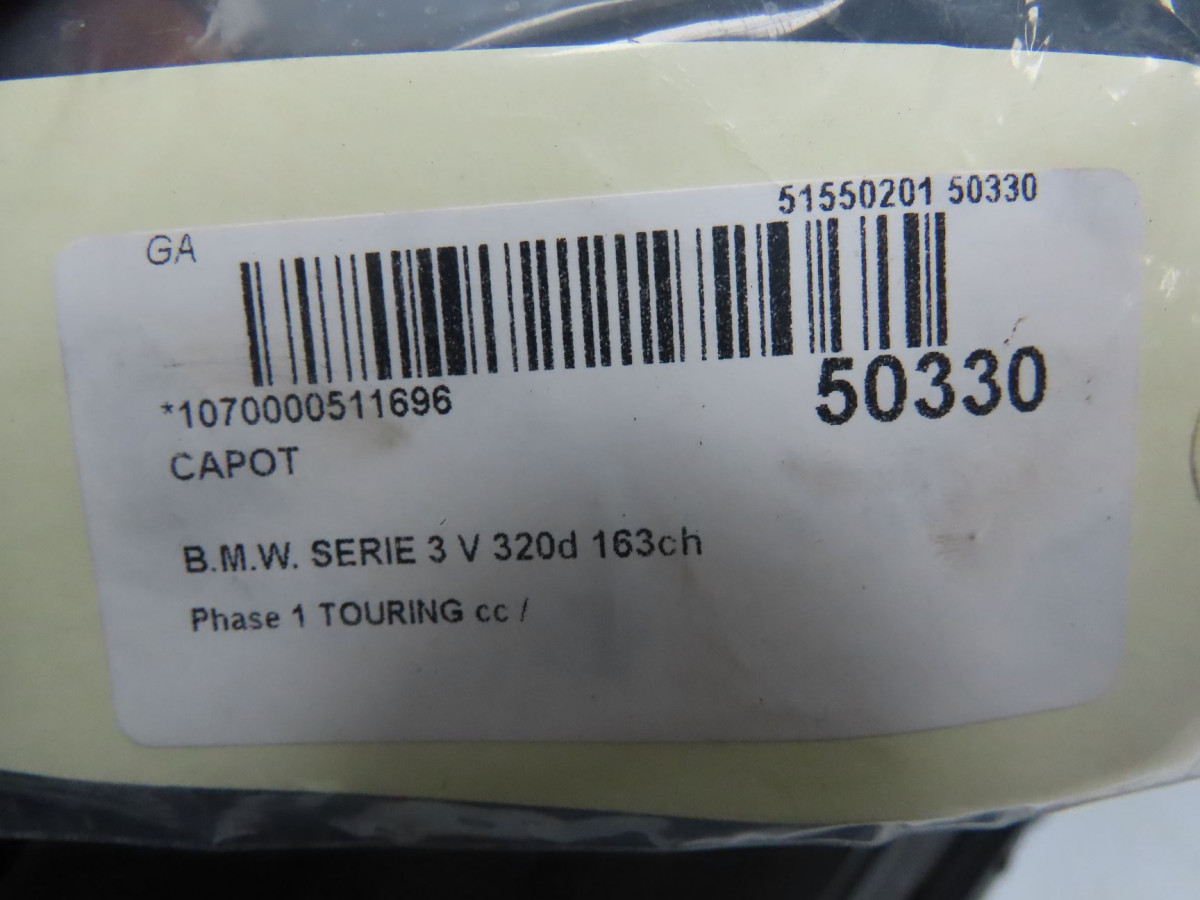 51550201 50330
GA
*1070000511696
50330
CAPOT
B.M.W. SERIE 3 V 320d 163ch
Phase 1 TOURING cc /